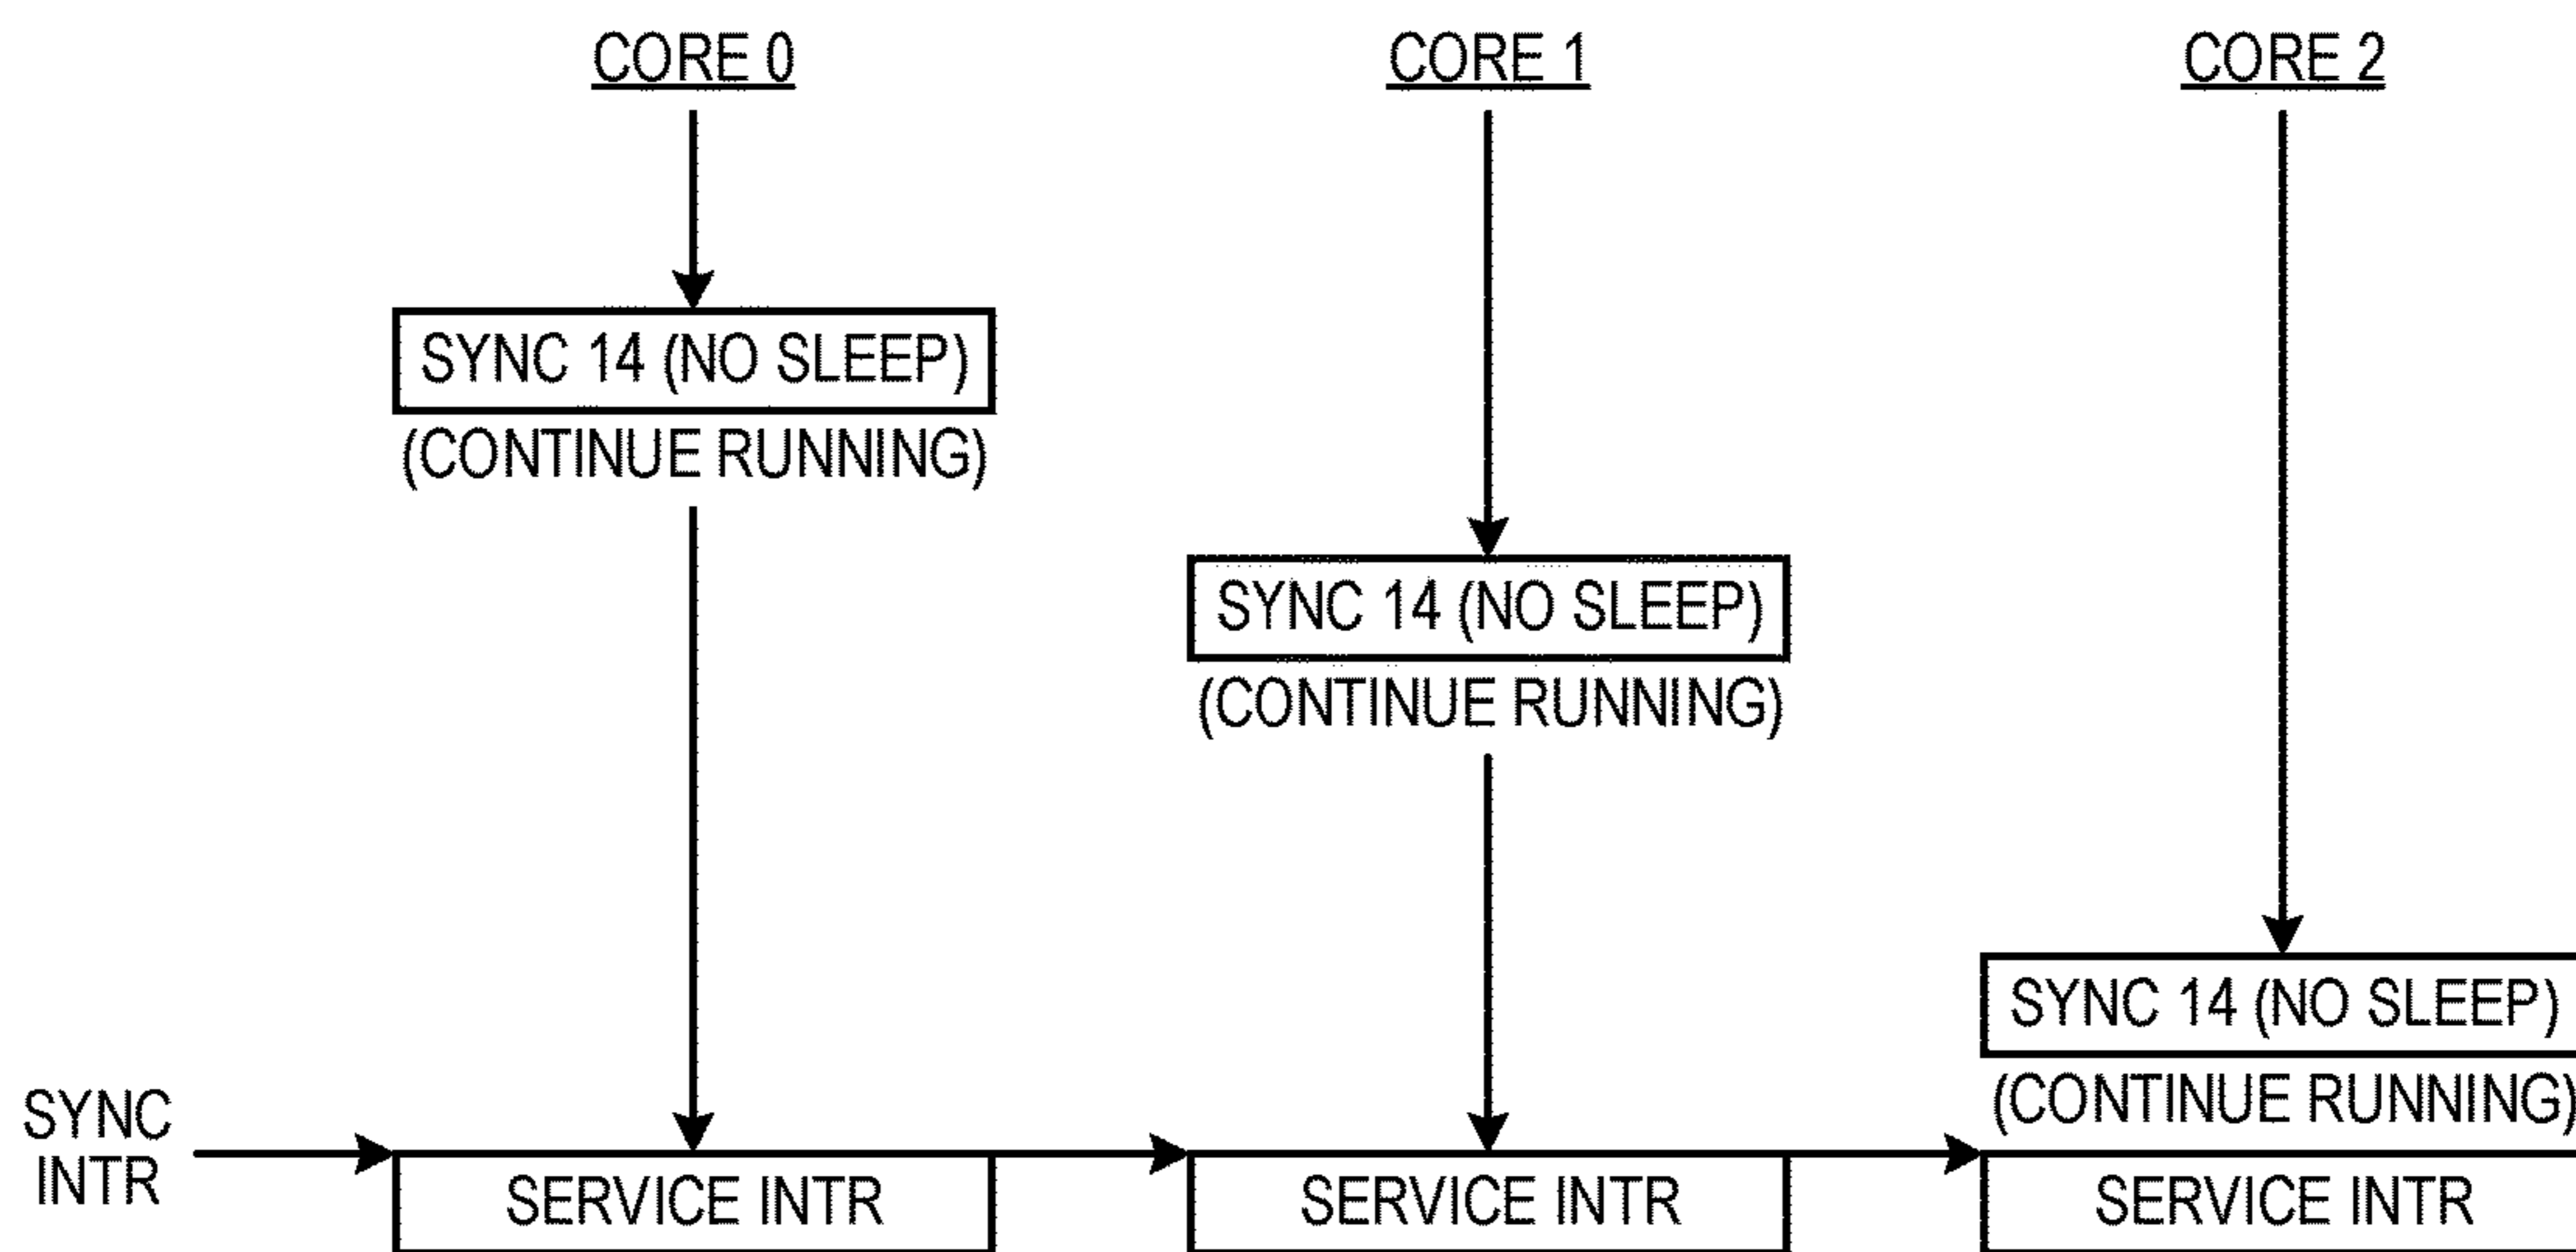 CORE 0
CORE 1
CORE 2
SYNC 14 (NO SLEEP)
(CONTINUE RUNNING)
SYNC 14 (NO SLEEP)
(CONTINUE RUNNING)
SYNC 14 (NO SLEEP)
(CONTINUE RUNNING)
SYNC
INTR
SERVICE INTR
SERVICE INTR
SERVICE INTR